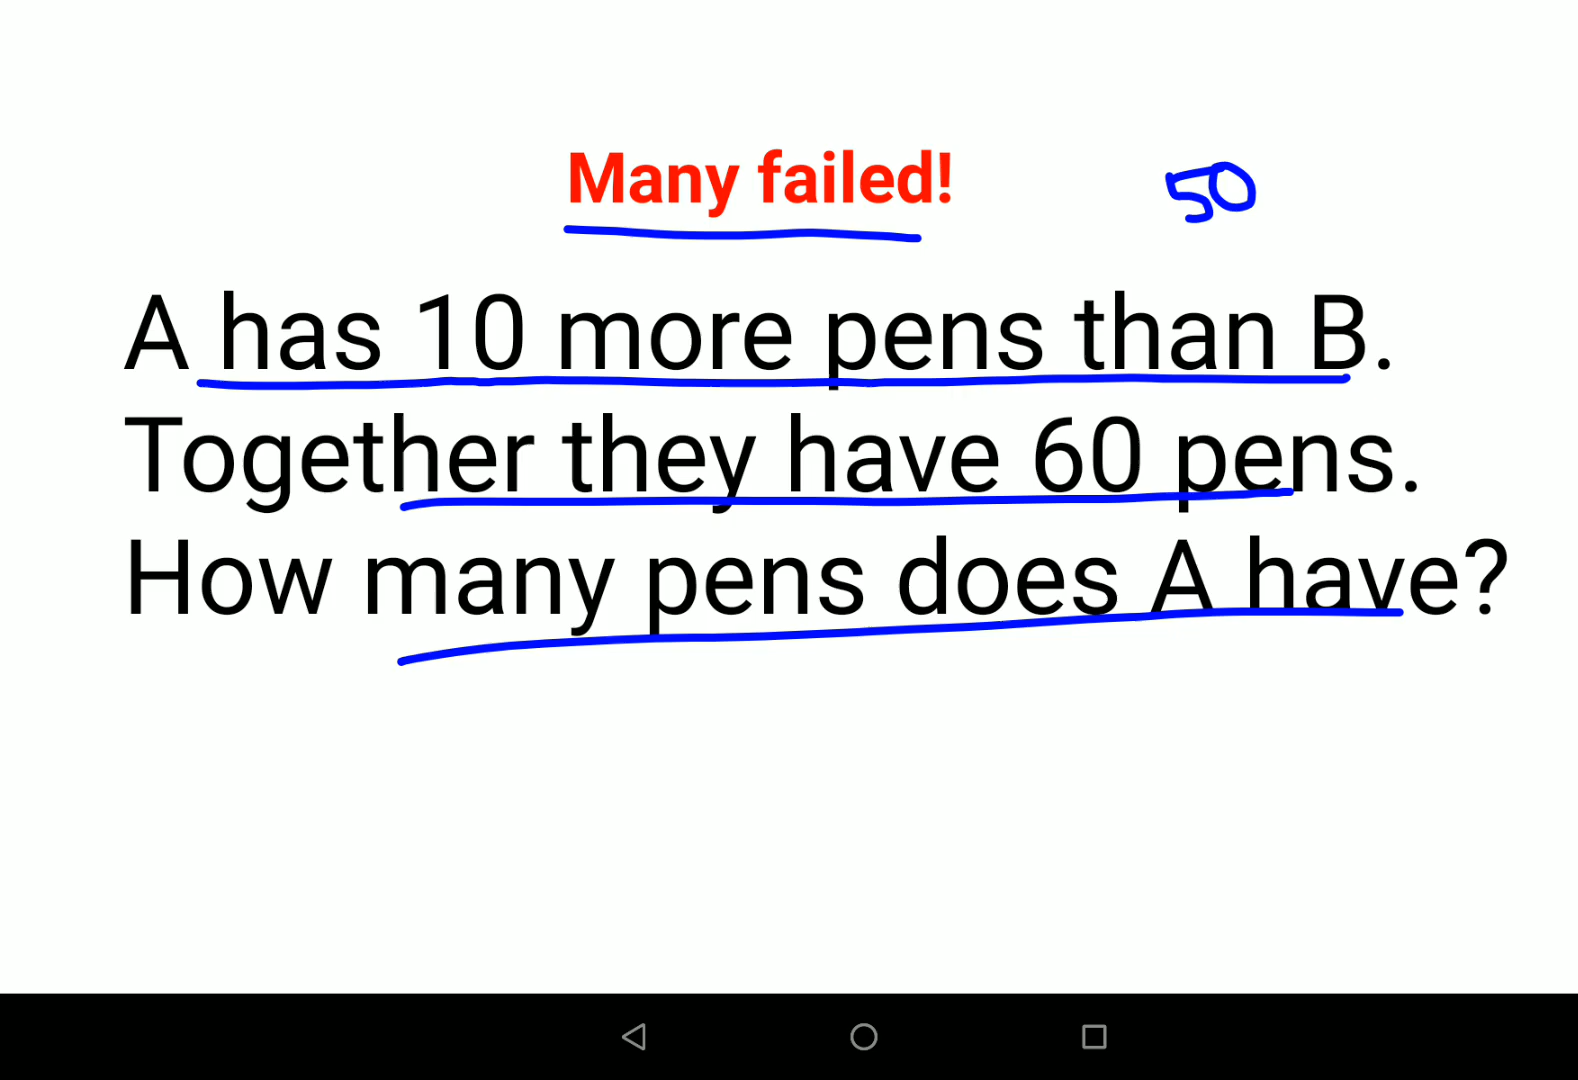 Many failed!
50
A has 10 more pens than B.
Together they have 60 pens.
How many pens does A have?